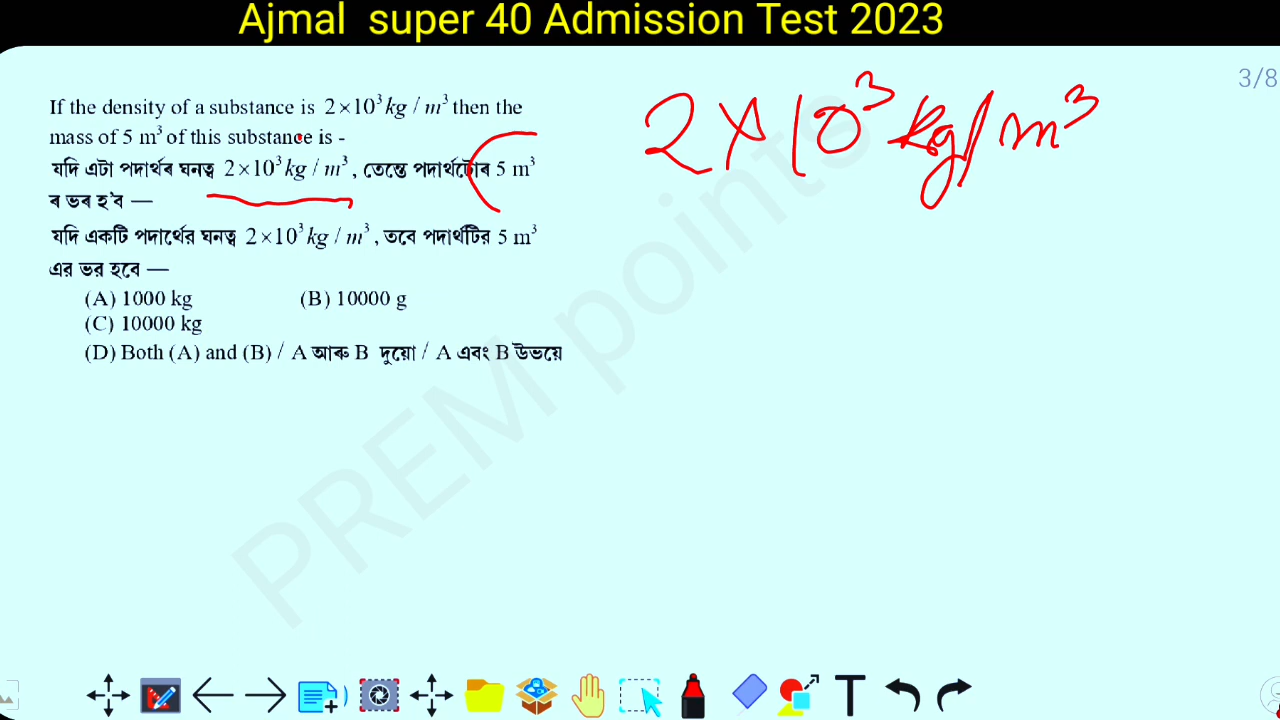 Ajmal super 40 Admission Test 2023
3/8
If the density of a substance is 2×10³ kg / m³ then the
mass of 5 m³ of this substance is -
যদি এটা পদাৰ্থৰ ঘনত্ব 2×10³ kg / m³, তেন্তে পদাৰ্থটোৰ 5 m³
ৰ ভৰ হ'ব —
যদি একটি পদার্থের ঘনত্ব 2×10³ kg / m³, তবে পদার্থটির 5 m³
এর ভর হবে —
(A) 1000 kg (B) 10000 g
(C) 10000 kg
(D) Both (A) and (B) / A আৰু B দুয়ো / A এবং B উভয়ে
2 × 10³ kg/m³
PREM points